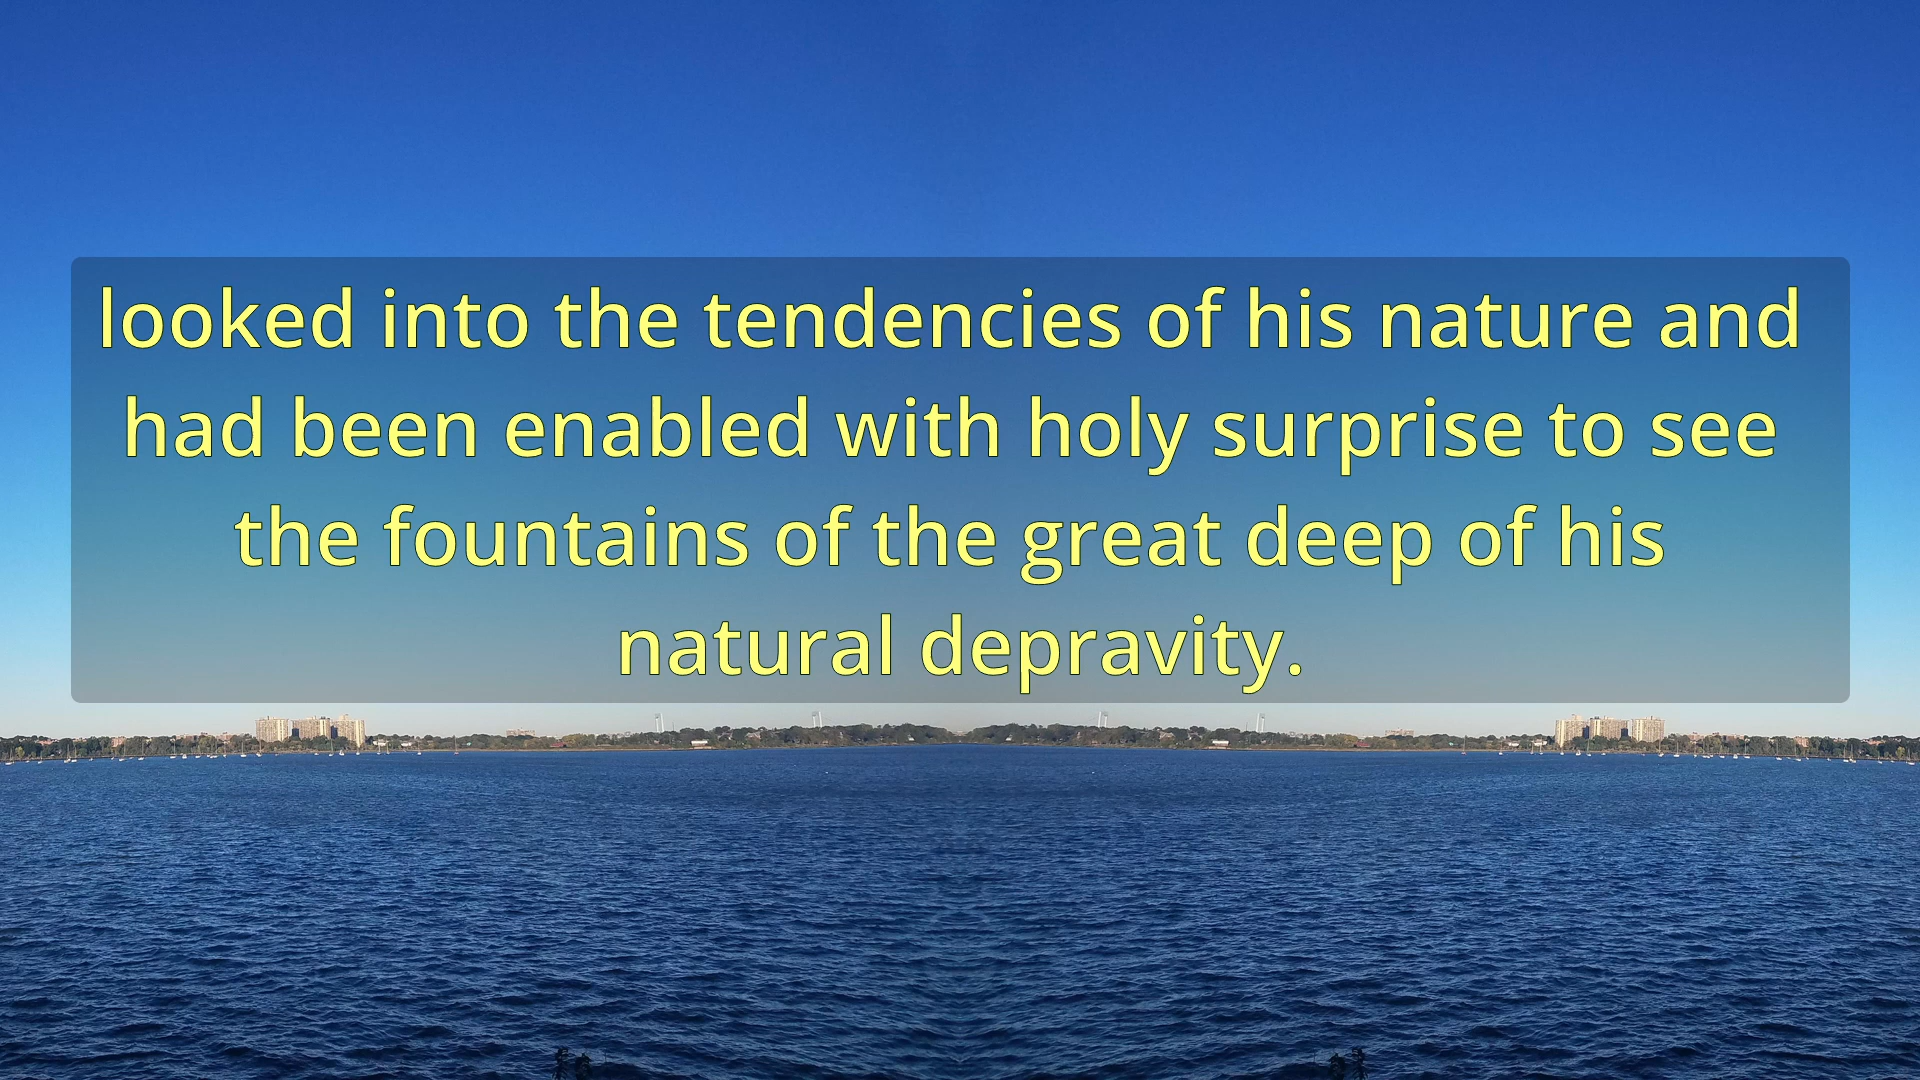 looked into the tendencies of his nature and
had been enabled with holy surprise to see
the fountains of the great deep of his
natural depravity.